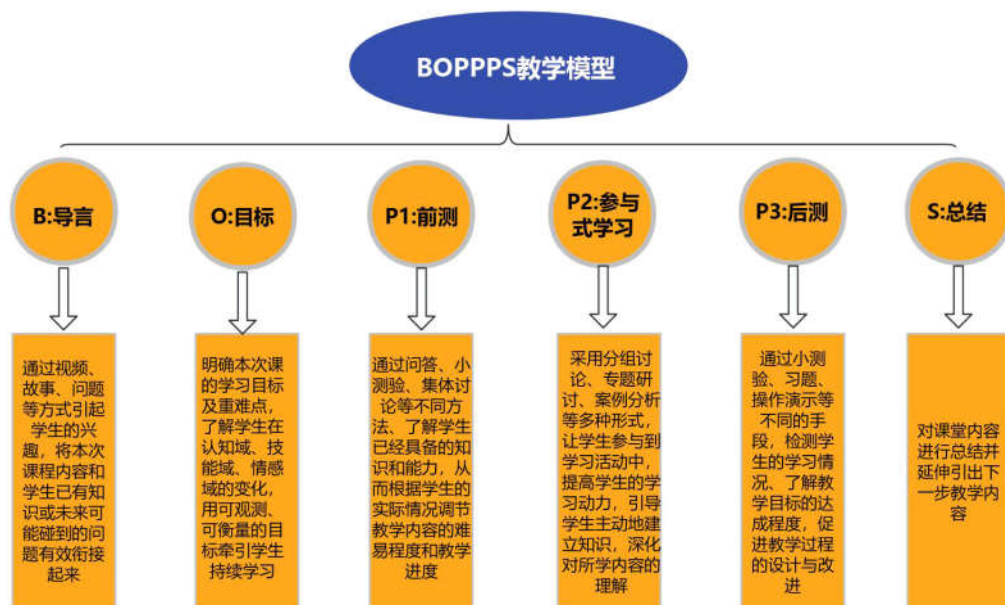 BOPPPS教学模型
B:导言
O:目标
P1:前测
P2:参与
式学习
P3:后测
S:总结
通过视频、
故事、问题
等方式引起
学生的兴
趣，将本次
课程内容和
学生已有知
识或未来可
能碰到的问
题有效衔接
起来
明确本次课
的学习目标
及重难点，
了解学生在
认知域、技
能域、情感
域的变化，
用可观测、
可衡量的目
标牵引学生
持续学习
通过问答、小
测验、集体讨
论等不同方
法、了解学生
已经具备的知
识和能力，从
而根据学生的
实际情况调节
教学内容的难
易程度和教学
进度
采用分组讨
论、专题研
讨、案例分析
等多种形式，
让学生参与到
学习活动中，
提高学生的学
习动力，引导
学生主动地建
立知识，深化
对所学内容的
理解
通过小测
验、习题、
操作演示等
不同的手
段，检测学
生的学习情
况、了解教
学目标的达
成程度，促
进教学过程
的设计与改
进
对课堂内容
进行总结并
延伸引出下
一步教学内
容